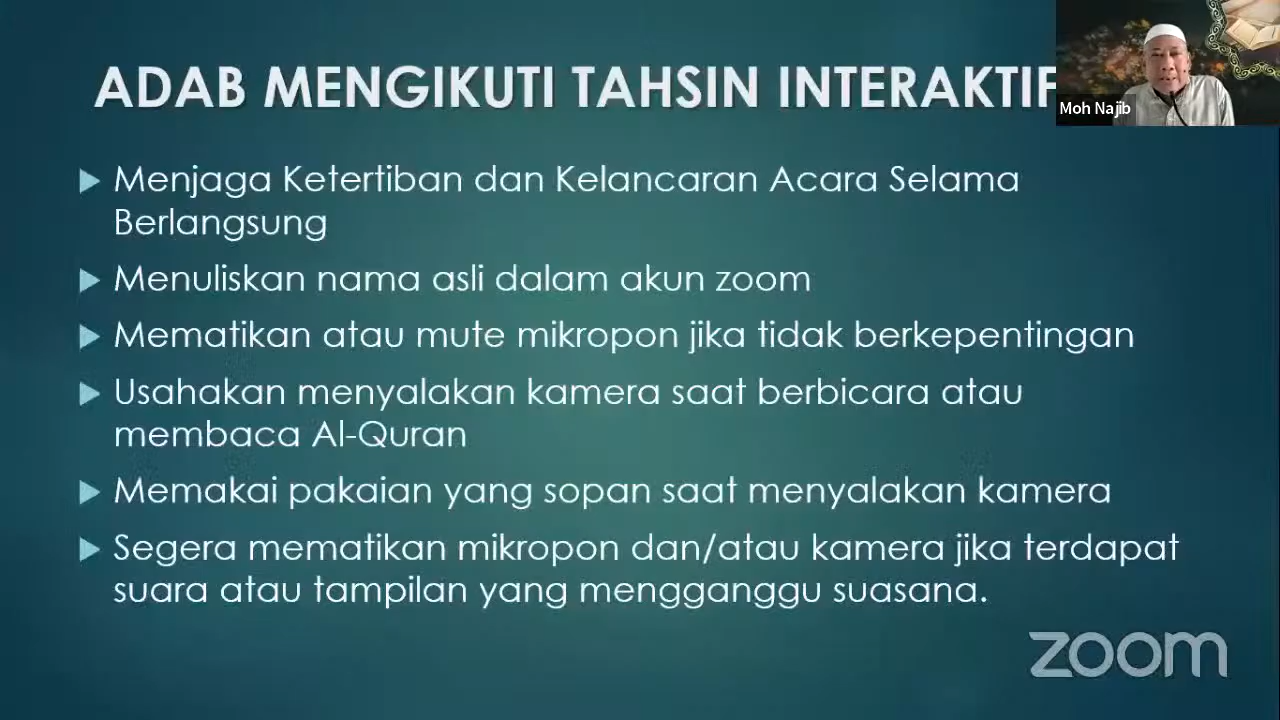 ADAB MENGIKUTI TAHSIN INTERAKTIF
Moh Najib
Menjaga Ketertiban dan Kelancaran Acara Selama
Berlangsung
Menuliskan nama asli dalam akun zoom
Mematikan atau mute mikropon jika tidak berkepentingan
Usahakan menyalakan kamera saat berbicara atau
membaca Al-Quran
Memakai pakaian yang sopan saat menyalakan kamera
Segera mematikan mikropon dan/atau kamera jika terdapat
suara atau tampilan yang mengganggu suasana.
zoom